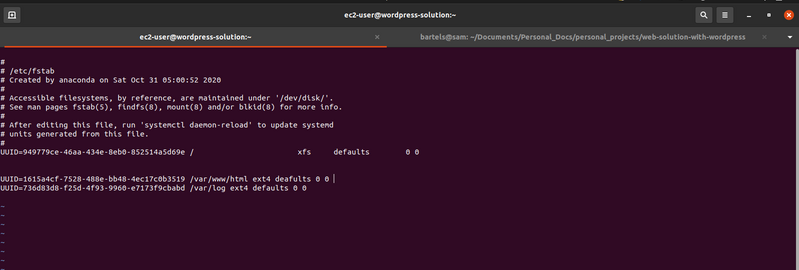 ec2-user@wordpress-solution:~
ec2-user@wordpress-solution:~ ×
bartels@sam: ~/Documents/Personal_Docs/personal_projects/web-solution-with-wordpress ×
#
# /etc/fstab
# Created by anaconda on Sat Oct 31 05:00:52 2020
#
# Accessible filesystems, by reference, are maintained under '/dev/disk/'.
# See man pages fstab(5), findfs(8), mount(8) and/or blkid(8) for more info.
#
# After editing this file, run 'systemctl daemon-reload' to update systemd
# units generated from this file.
#
UUID=949779ce-46aa-434e-8eb0-852514a5d69e / xfs defaults 0 0
UUID=1615a4cf-7528-488e-bb48-4ec17c0b3519 /var/www/html ext4 deafults 0 0
UUID=736d83d8-f25d-4f93-9960-e7173f9cbabd /var/log ext4 defaults 0 0
~
~
~
~
~
~
~
~